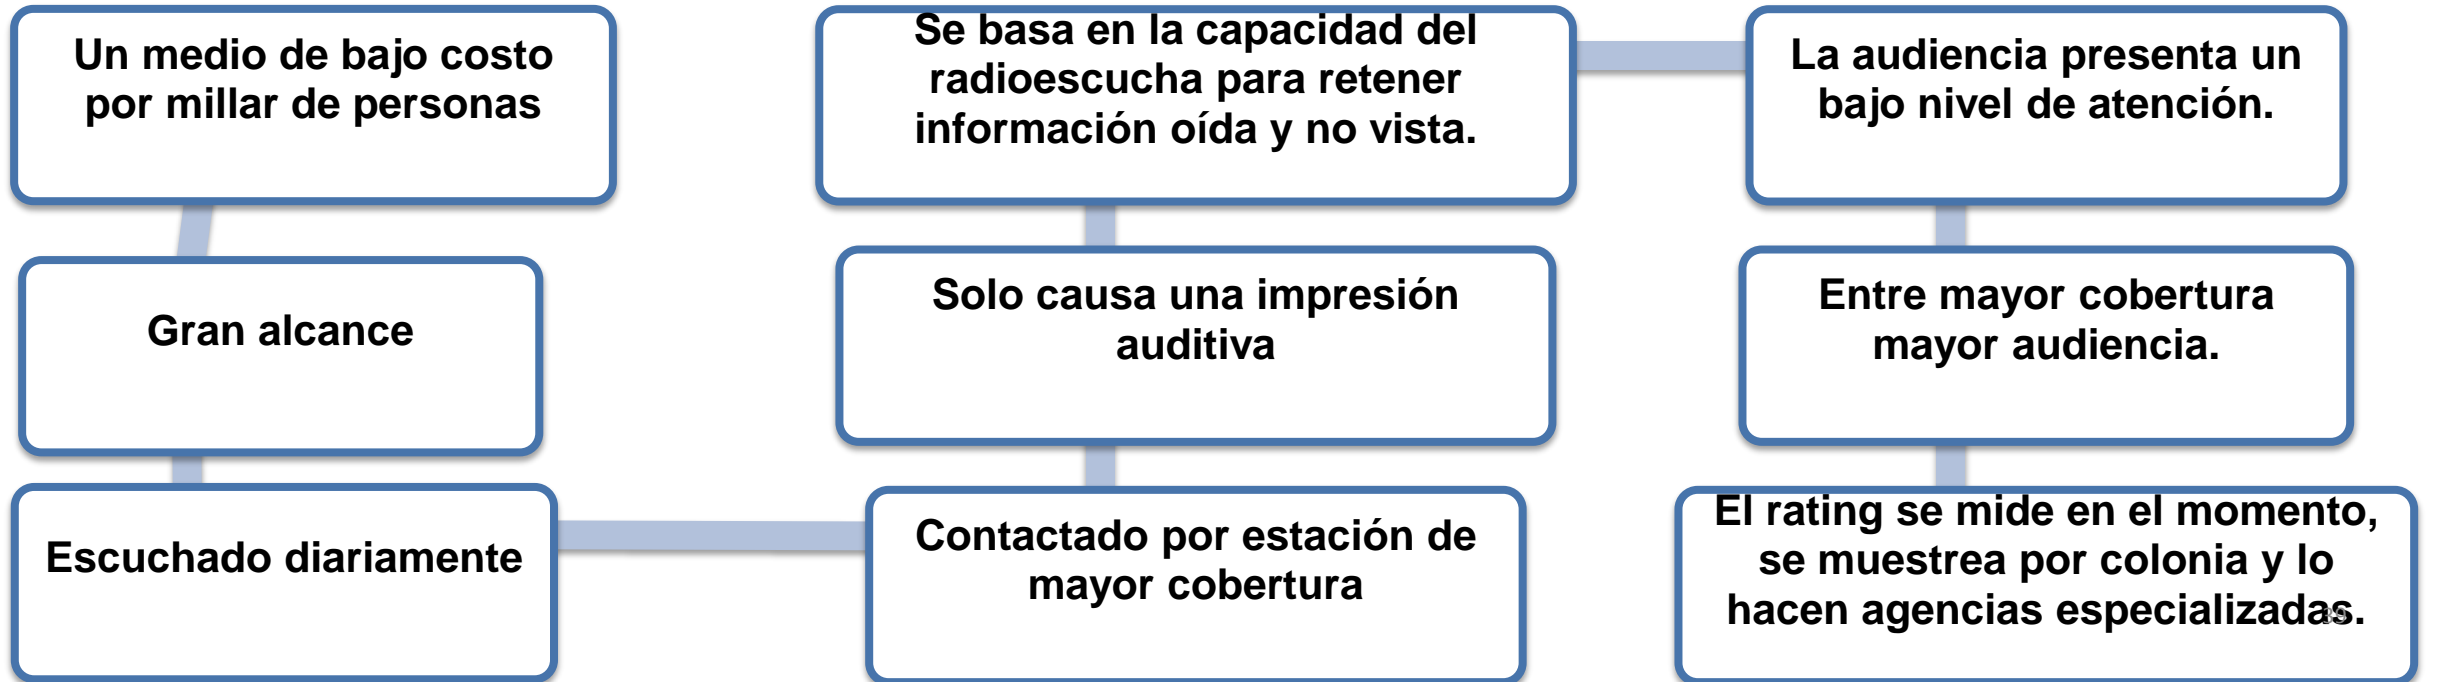 Un medio de bajo costo
por millar de personas
Gran alcance
Escuchado diariamente
Contactado por estación de
mayor cobertura
Solo causa una impresión
auditiva
Se basa en la capacidad del
radioescucha para retener
información oída y no vista.
La audiencia presenta un
bajo nivel de atención.
Entre mayor cobertura
mayor audiencia.
El rating se mide en el momento,
se muestrea por colonia y lo
hacen agencias especializadas.
39